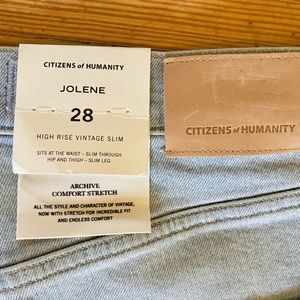 CITIZENS of HUMANITY
JOLENE
28
HIGH RISE VINTAGE SLIM
SITS AT THE WAIST – SLIM THROUGH
HIP AND THIGH – SLIM LEG
ARCHIVE
COMFORT STRETCH
ALL THE STYLE AND CHARACTER OF VINTAGE,
NOW WITH STRETCH FOR INCREDIBLE FIT
AND ENDLESS COMFORT
CITIZENS of HUMANITY